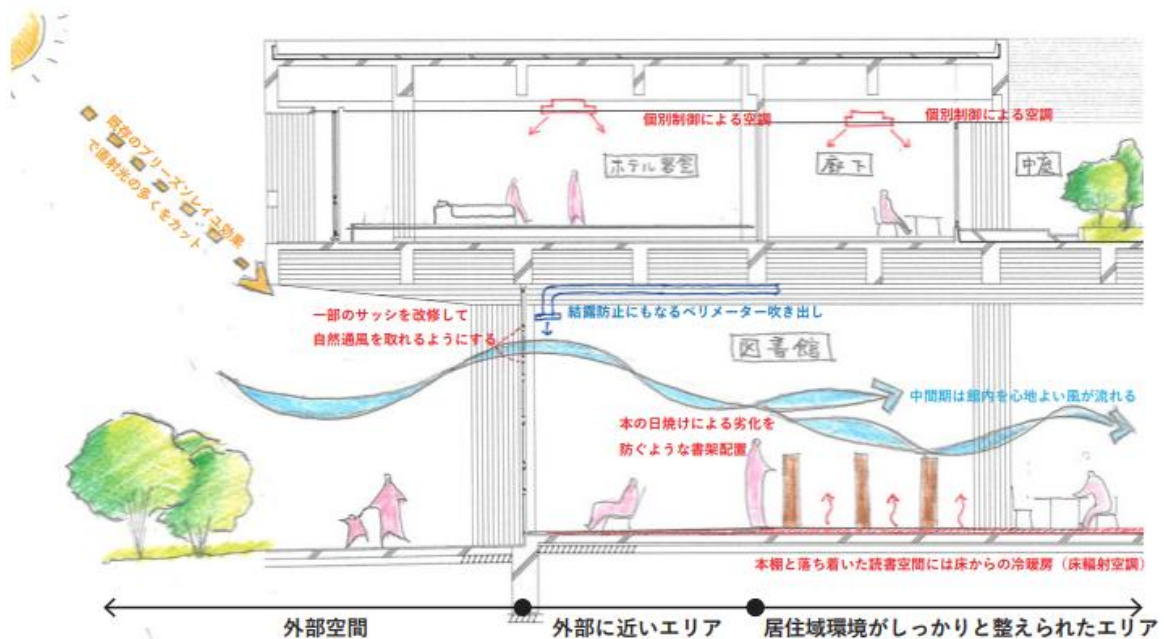 既存のブリーズソレイユ効果
で直射光の多くをカット
個別制御による空調
個別制御による空調
ホテル客室
廊下
中庭
一部のサッシを改修して
自然通風を取れるようにする
結露防止にもなるペリメーター吹き出し
図書館
中間期は館内を心地よい風が流れる
本の日焼けによる劣化を
防ぐような書架配置
本棚と落ち着いた読書空間には床からの冷暖房（床輻射空調）
外部空間
外部に近いエリア
居住域環境がしっかりと整えられたエリア